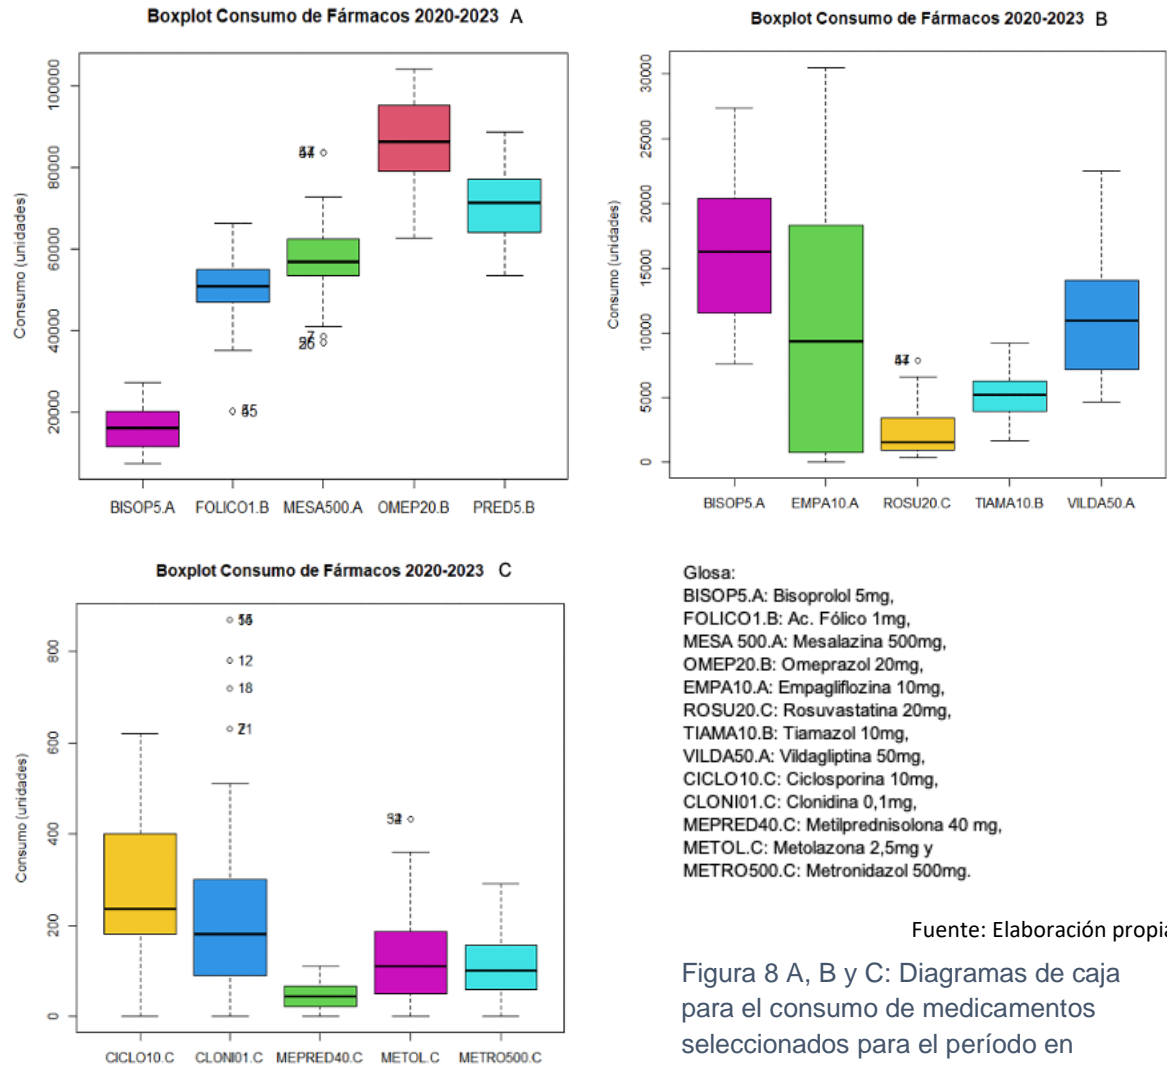 Boxplot Consumo de Fármacos 2020-2023 A
Consumo (unidades)
100000
80000
60000
40000
20000
7
BISOP5.A FOLICO1.B MESA500.A OMEP20.B PRED5.B
Boxplot Consumo de Fármacos 2020-2023 B
Consumo (unidades)
30000
25000
20000
15000
10000
5000
0
BISOP5.A EMPA10.A ROSU20.C TIAMA10.B VILDA50.A
Boxplot Consumo de Fármacos 2020-2023 C
Consumo (unidades)
800
600
400
200
0
12
18
CICLO10.C CLONI01.C MEPRED40.C METOL.C METRO500.C
Glosa:
BISOP5.A: Bisoprolol 5mg,
FOLICO1.B: Ac. Fólico 1mg,
MESA 500.A: Mesalazina 500mg,
OMEP20.B: Omeprazol 20mg,
EMPA10.A: Empagliflozina 10mg,
ROSU20.C: Rosuvastatina 20mg,
TIAMA10.B: Tiamazol 10mg,
VILDA50.A: Vildagliptina 50mg,
CICLO10.C: Ciclosporina 10mg,
CLONI01.C: Clonidina 0,1mg,
MEPRED40.C: Metilprednisolona 40 mg,
METOL.C: Metolazona 2,5mg y
METRO500.C: Metronidazol 500mg.
Fuente: Elaboración propia
Figura 8 A, B y C: Diagramas de caja
para el consumo de medicamentos
seleccionados para el período en